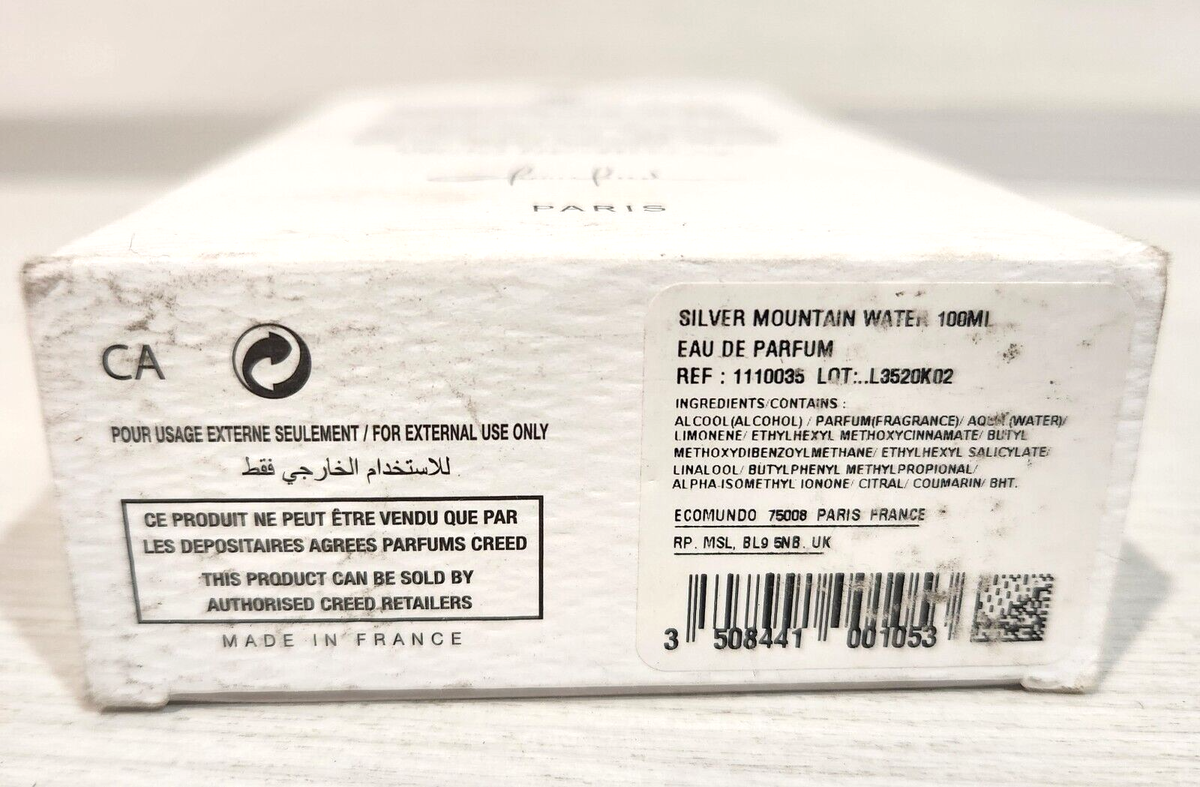 PARIS
CA
POUR USAGE EXTERNE SEULEMENT / FOR EXTERNAL USE ONLY
للاستخدام الخارجي فقط
CE PRODUIT NE PEUT ÊTRE VENDU QUE PAR
LES DEPOSITAIRES AGREES PARFUMS CREED
THIS PRODUCT CAN BE SOLD BY
AUTHORISED CREED RETAILERS
MADE IN FRANCE
SILVER MOUNTAIN WATER 100ML
EAU DE PARFUM
REF : 1110035 LOT:..L3520K02
INGREDIENTS/CONTAINS :
ALCOOL(ALCOHOL) / PARFUM(FRAGRANCE)/ AQUA (WATER)/
LIMONENE/ ETHYLHEXYL METHOXYCINNAMATE/ BUTYL
METHOXYDIBENZOYLMETHANE/ ETHYLHEXYL SALICYLATE/
LINALOOL/ BUTYLPHENYL METHYLPROPIONAL/
ALPHA-ISOMETHYL IONONE/ CITRAL/ COUMARIN/ BHT.
ECOMUNDO 75008 PARIS FRANCE
RP. MSL, BL9 5NB. UK
3 508441 001053